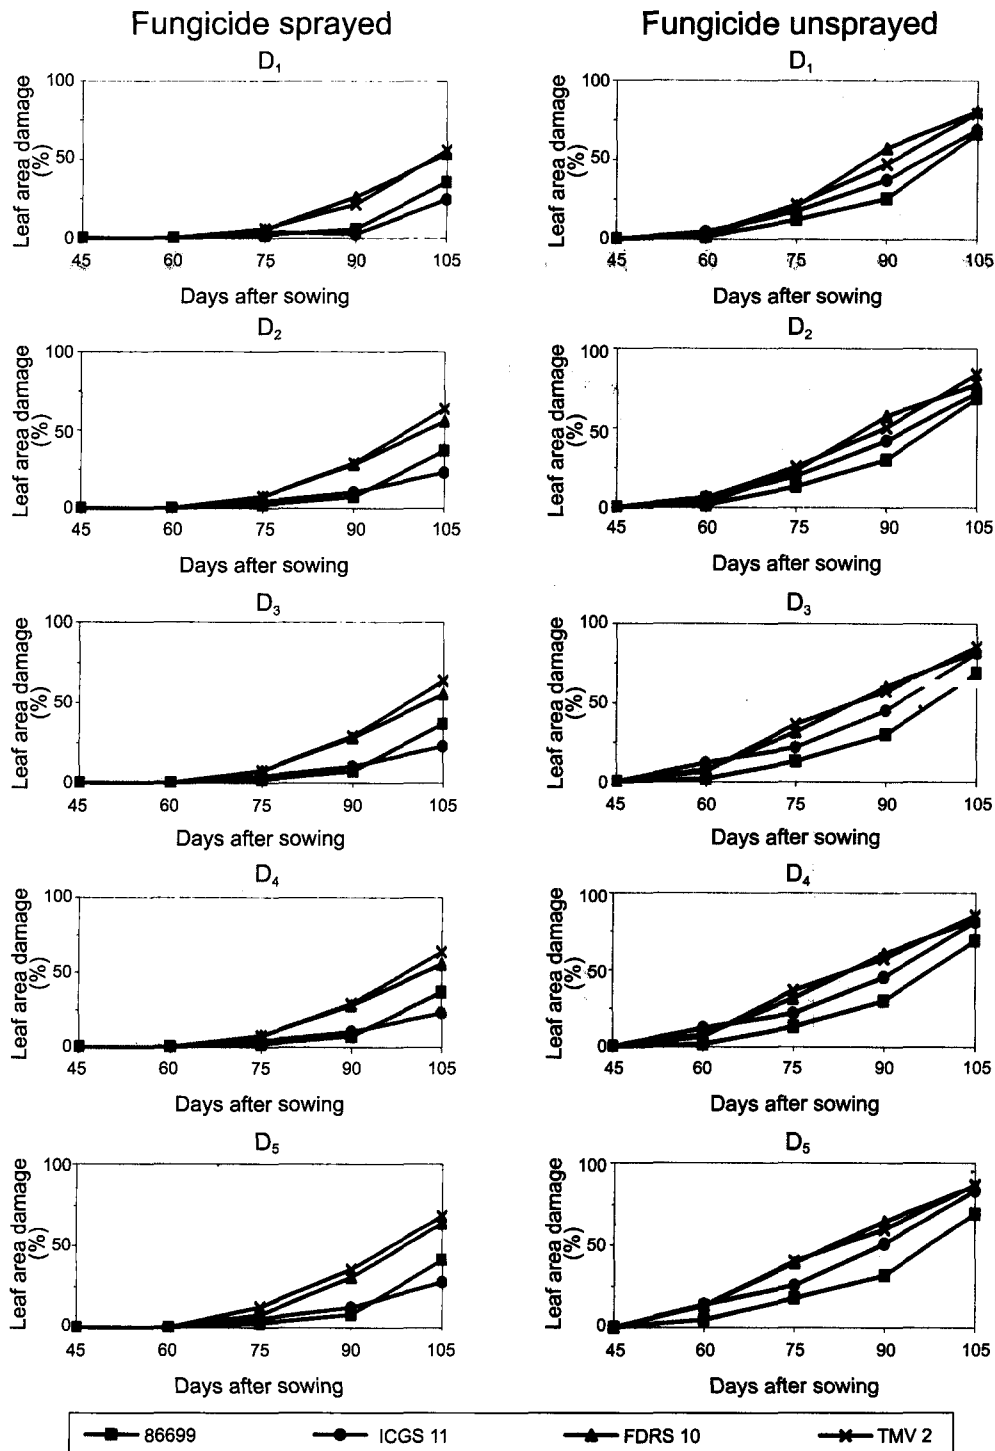 Fungicide sprayed
D₁
Leaf area damage
(%)
100
50
0
45 60 75 90 105
Days after sowing
D₂
Leaf area damage
(%)
100
50
0
45 60 75 90 105
Days after sowing
D₃
Leaf area damage
(%)
100
50
0
45 60 75 90 105
Days after sowing
D₄
Leaf area damage
(%)
100
50
0
45 60 75 90 105
Days after sowing
D₅
Leaf area damage
(%)
100
50
0
45 60 75 90 105
Days after sowing
Fungicide unsprayed
D₁
Leaf area damage
(%)
100
50
0
45 60 75 90 105
Days after sowing
D₂
Leaf area damage
(%)
100
50
0
45 60 75 90 105
Days after sowing
D₃
Leaf area damage
(%)
100
50
0
45 60 75 90 105
Days after sowing
D₄
Leaf area damage
(%)
100
50
0
45 60 75 90 105
Days after sowing
D₅
Leaf area damage
(%)
100
50
0
45 60 75 90 105
Days after sowing
86699 ICGS 11 FDRS 10 TMV 2